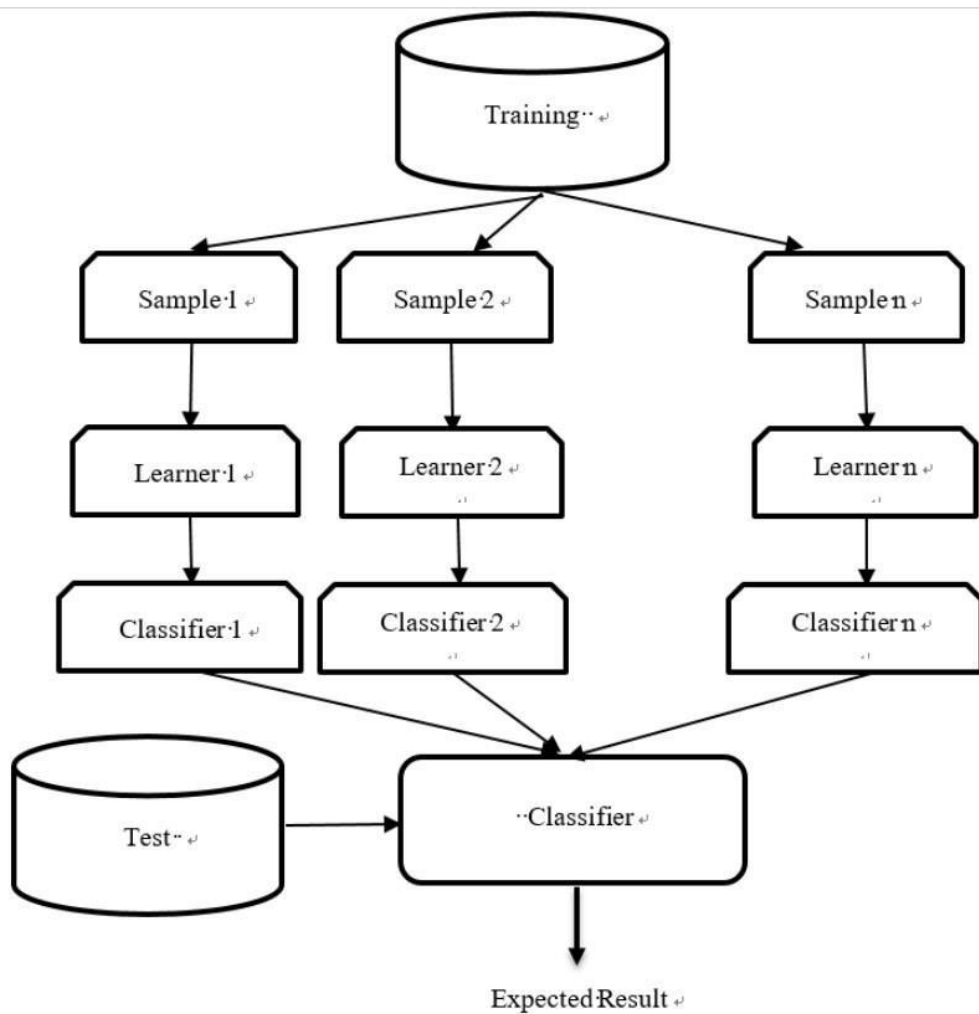 Training
Sample 1
Sample 2
Sample n
Learner 1
Learner 2
Learner n
Classifier 1
Classifier 2
Classifier n
Test
Classifier
Expected Result